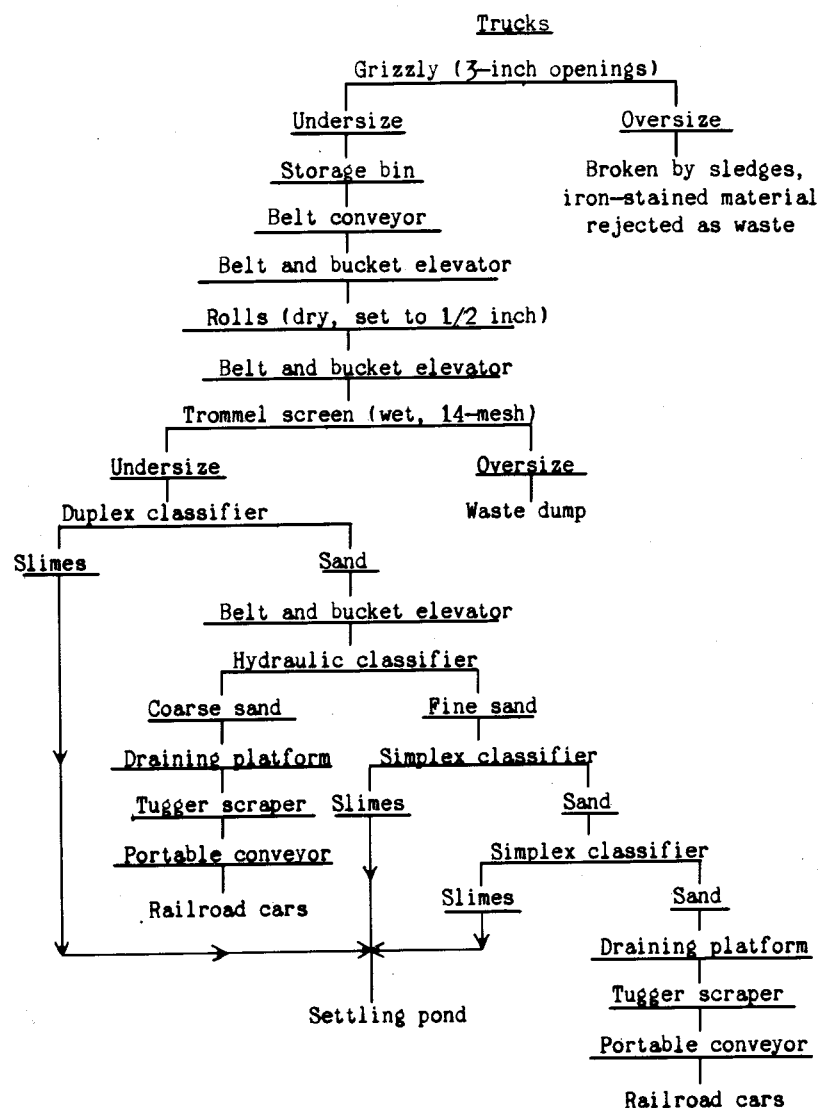 Trucks
Grizzly (3-inch openings)
Undersize
Oversize
Storage bin
Broken by sledges,
iron-stained material
rejected as waste
Belt conveyor
Belt and bucket elevator
Rolls (dry, set to 1/2 inch)
Belt and bucket elevator
Trommel screen (wet, 14-mesh)
Undersize
Oversize
Duplex classifier
Waste dump
Slimes
Sand
Belt and bucket elevator
Hydraulic classifier
Coarse sand
Fine sand
Draining platform
Simplex classifier
Tugger scraper
Slimes
Sand
Portable conveyor
Simplex classifier
Railroad cars
Slimes
Sand
Draining platform
Settling pond
Tugger scraper
Portable conveyor
Railroad cars